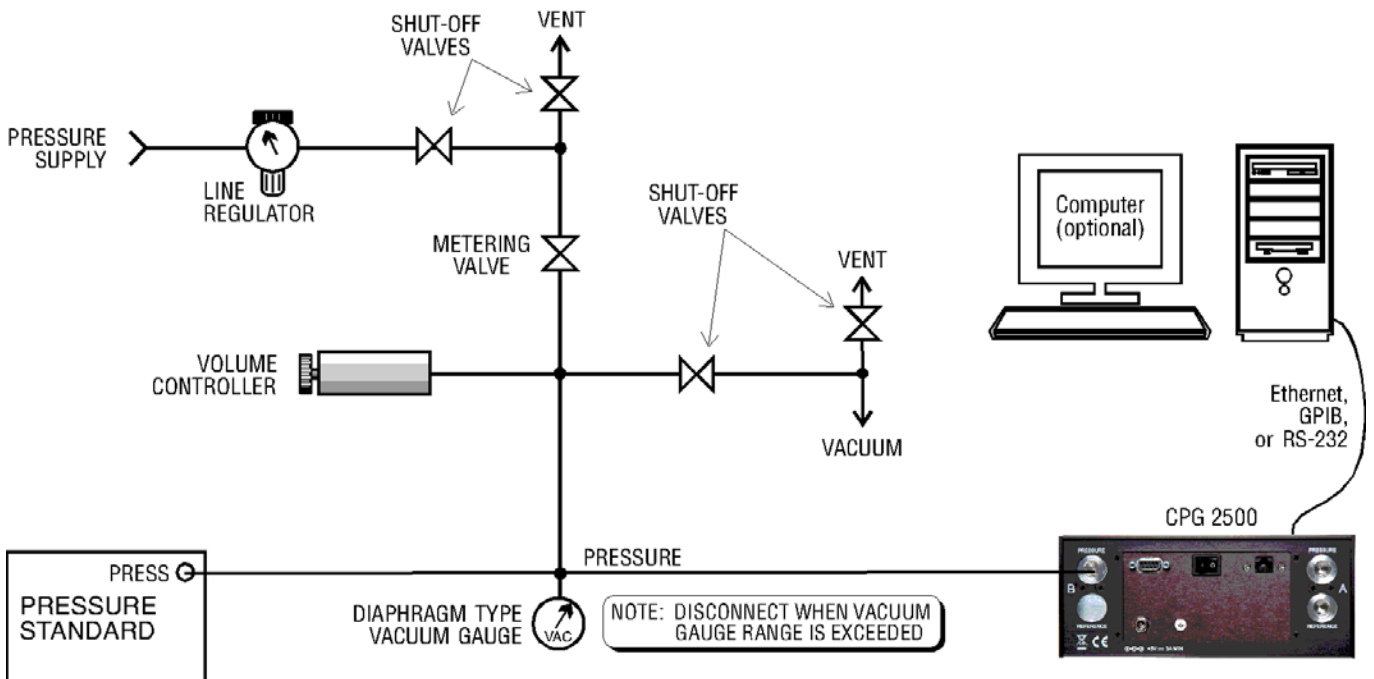 SHUT-OFF
VALVES
VENT
PRESSURE
SUPPLY
LINE
REGULATOR
METERING
VALVE
SHUT-OFF
VALVES
VENT
Computer
(optional)
VOLUME
CONTROLLER
VACUUM
Ethernet,
GPIB,
or RS-232
CPG 2500
PRESS
PRESSURE
STANDARD
PRESSURE
DIAPHRAGM TYPE
VACUUM GAUGE
VAC
NOTE: DISCONNECT WHEN VACUUM
GAUGE RANGE IS EXCEEDED
PRESSURE
B
REFERENCE
PRESSURE
A
REFERENCE
CE